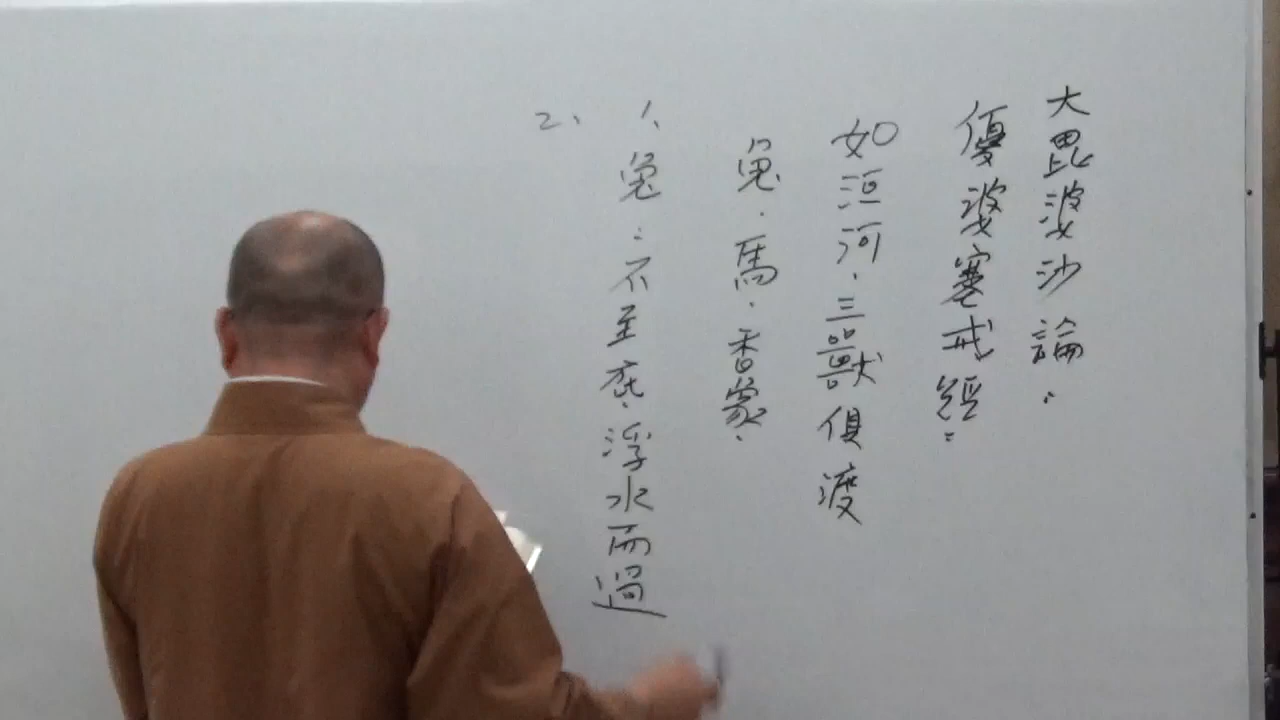 大毘婆沙論.
優婆塞戒經:
如洹河.三獸俱渡
兔.馬.香象.
1、兔:不至底.浮水而過
2、